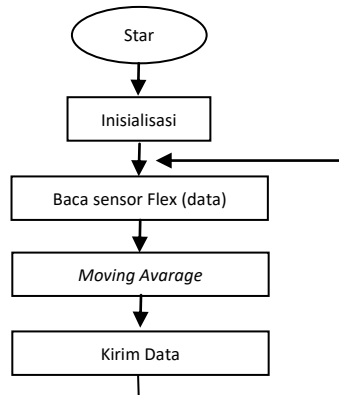 Star
Inisialisasi
Baca sensor Flex (data)
Moving Avarage
Kirim Data